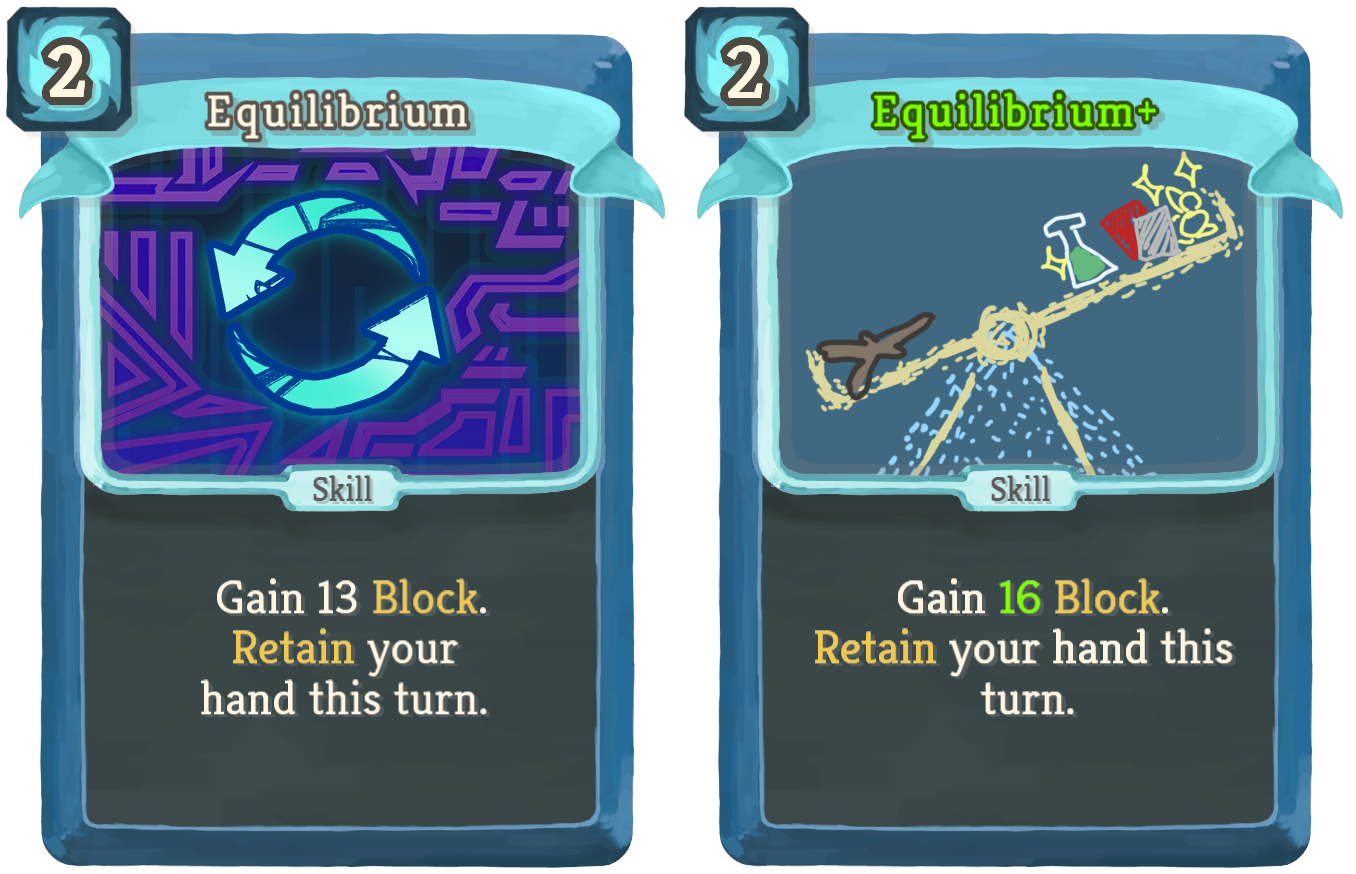 2
Equilibrium
Skill
Gain 13 Block.
Retain your
hand this turn.
2
Equilibrium+
Skill
Gain 16 Block.
Retain your hand this
turn.